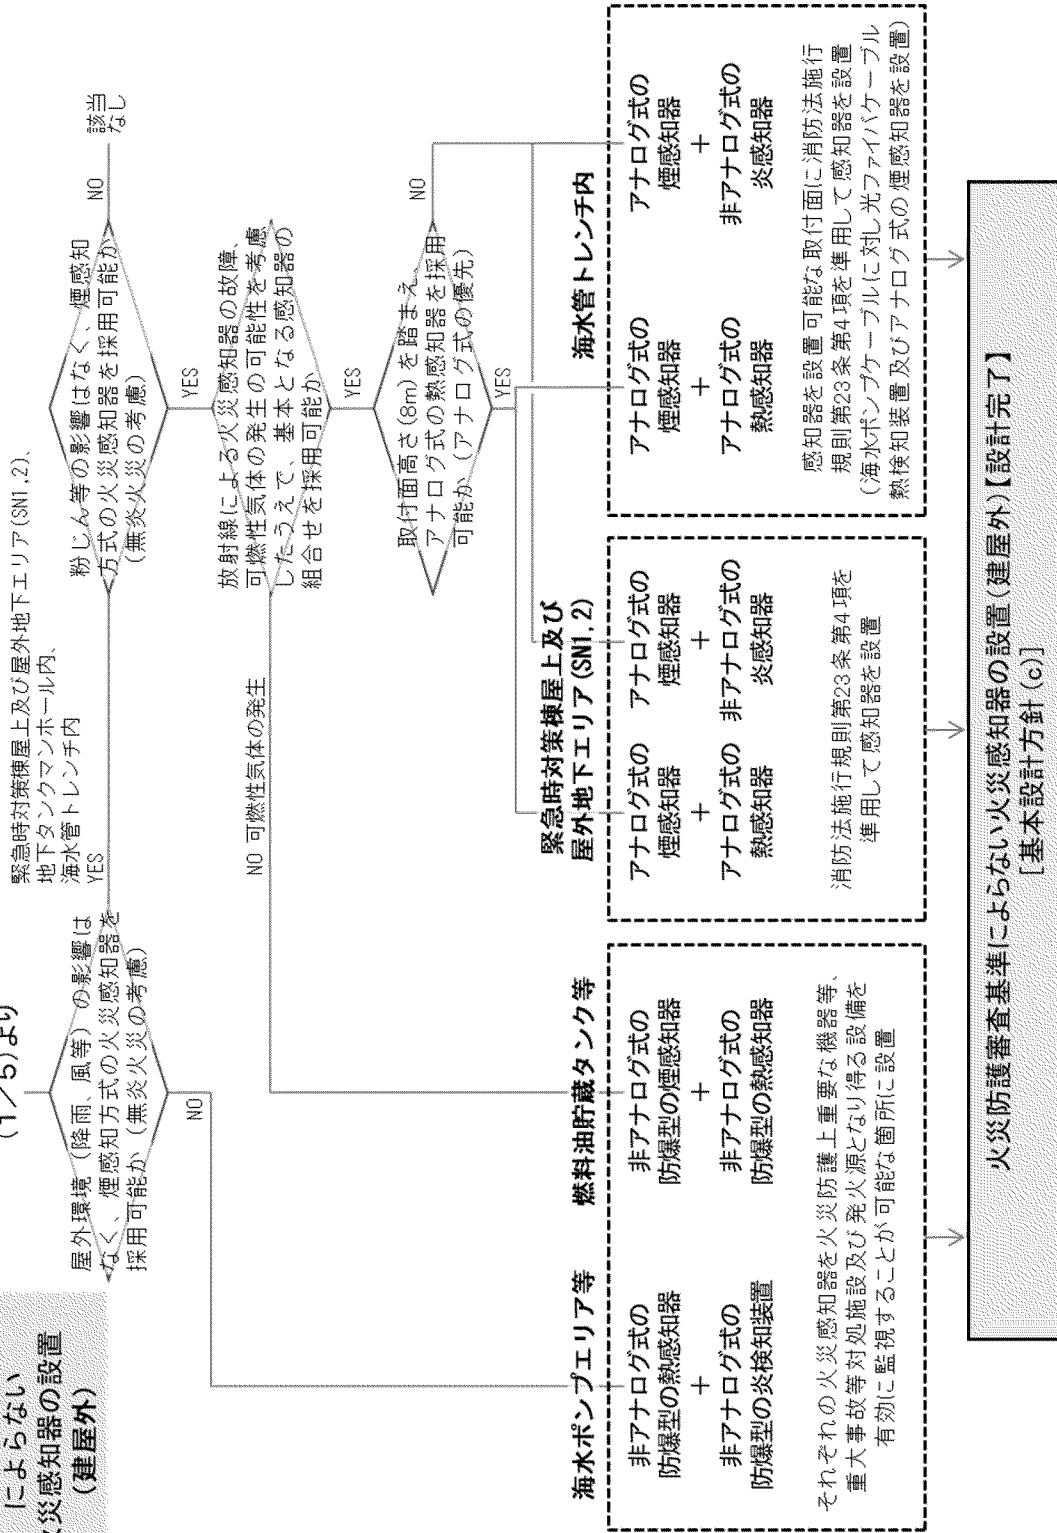 によらない
火災感知器の設置
(建屋外)
(1/5)より
屋外環境(降雨、風等)の影響は
なく、煙感知方式の火災感知器を
採用可能か(無炎火災の考慮)
YES
NO
緊急時対策棟屋上及び屋外地下エリア(SN1,2)、
地下タンクマンホール内、
海水管トレンチ内
粉じん等の影響はなく、煙感知
方式の火災感知器を採用可能か
(無炎火災の考慮)
NO
該当
なし
YES
放射線による火災感知器の故障、
可燃性気体の発生の可能性を考慮
したうえで、基本となる感知器の
組合せを採用可能か
NO 可燃性気体の発生
YES
取付面高さ(8m)を踏まえ、
アナログ式の熱感知器を採用
可能か(アナログ式の優先)
NO
YES
海水ポンプエリア等
非アナログ式の
防爆型の熱感知器
+
非アナログ式の
防爆型の炎検知装置
燃料油貯蔵タンク等
非アナログ式の
防爆型の煙感知器
+
非アナログ式の
防爆型の熱感知器
それぞれの火災感知器を火災防護上重要な機器等、
重大事故等対処施設及び発火源となり得る設備を
有効に監視することが可能な箇所に設置
緊急時対策棟屋上及び
屋外地下エリア(SN1,2)
アナログ式の
煙感知器
+
アナログ式の
熱感知器
アナログ式の
煙感知器
+
非アナログ式の
炎感知器
消防法施行規則第23条第4項を
準用して感知器を設置
海水管トレンチ内
アナログ式の
煙感知器
+
アナログ式の
熱感知器
アナログ式の
煙感知器
+
非アナログ式の
炎感知器
感知器を設置可能な取付面に消防法施行
規則第23条第4項を準用して感知器を設置
(海水ポンプケーブルに対し光ファイバケーブル
熱検知装置及びアナログ式の煙感知器を設置)
火災防護審査基準によらない火災感知器の設置(建屋外)【設計完了】
[基本設計方針(c)]